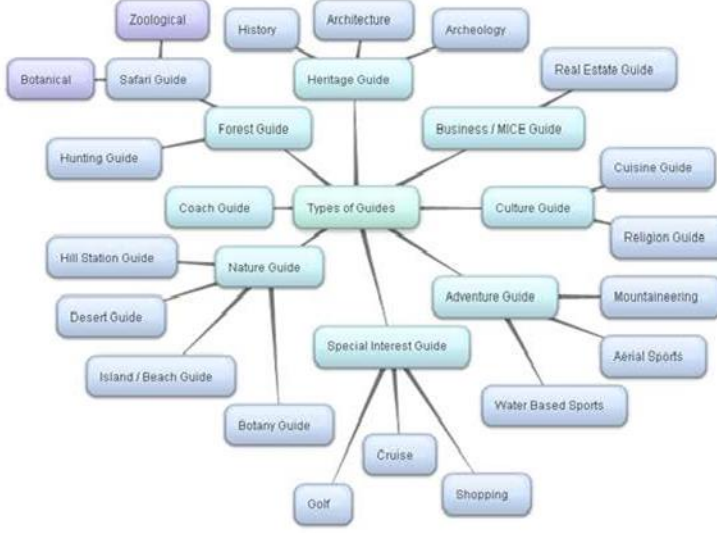 Zoological
History
Architecture
Archeology
Botanical
Safari Guide
Heritage Guide
Real Estate Guide
Forest Guide
Business / MICE Guide
Hunting Guide
Cuisine Guide
Coach Guide
Types of Guides
Culture Guide
Religion Guide
Hill Station Guide
Nature Guide
Adventure Guide
Mountaineering
Desert Guide
Special Interest Guide
Aerial Sports
Island / Beach Guide
Water Based Sports
Botany Guide
Cruise
Golf
Shopping